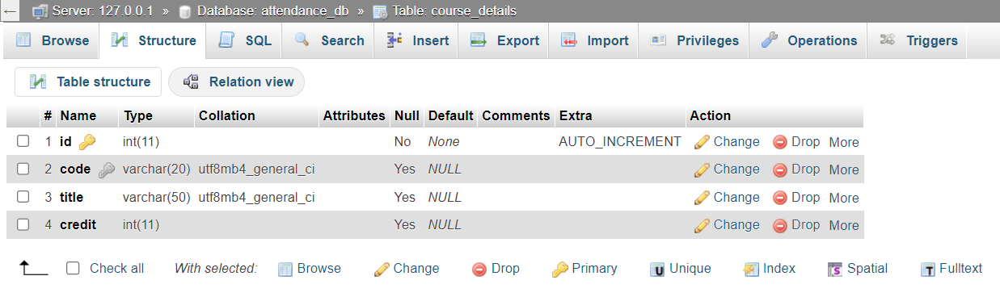 Server: 127.0.0.1 » Database: attendance_db » Table: course_details
Browse Structure SQL Search Insert Export Import Privileges Operations Triggers
Table structure Relation view
# Name Type Collation Attributes Null Default Comments Extra Action
1 id int(11) No None AUTO_INCREMENT Change Drop More
2 code varchar(20) utf8mb4_general_ci Yes NULL Change Drop More
3 title varchar(50) utf8mb4_general_ci Yes NULL Change Drop More
4 credit int(11) Yes NULL Change Drop More
Check all With selected: Browse Change Drop Primary Unique Index Spatial Fulltext